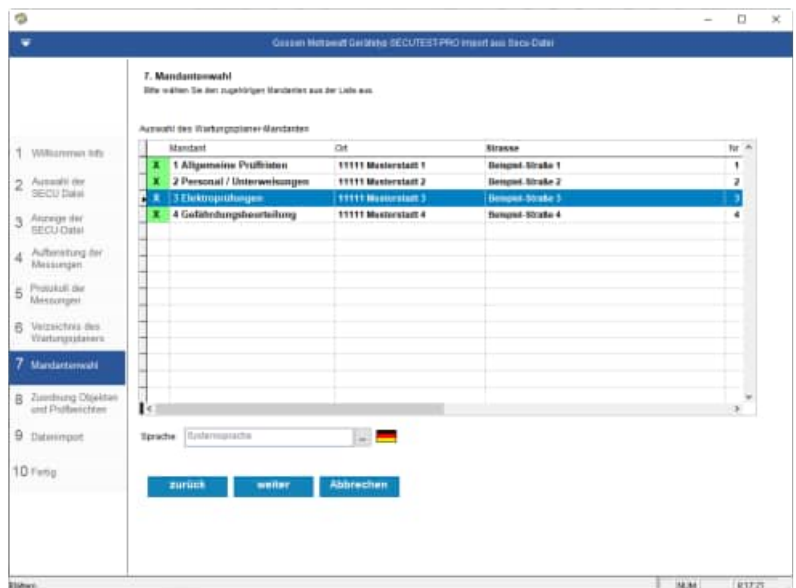 Gossen Metrawatt Gerätetyp SECUTEST-PRO Import aus Secu-Datei
7. Mandantenwahl
Bitte wählen Sie den zugehörigen Mandanten aus der Liste aus.
Auswahl des Wartungsplaner-Mandanten
Mandant Ort Strasse Nr
X 1 Allgemeine Prüffristen 11111 Musterstadt 1 Beispiel-Straße 1 1
X 2 Personal / Unterweisungen 11111 Musterstadt 2 Beispiel-Straße 2 2
X 3 Elektroprüfungen 11111 Musterstadt 3 Beispiel-Straße 3 3
X 4 Gefährdungsbeurteilung 11111 Musterstadt 4 Beispiel-Straße 4 4
1 Willkommen Info
2 Auswahl der
SECU Datei
3 Anzeige der
SECU-Datei
4 Aufbereitung der
Messungen
5 Protokoll der
Messungen
6 Verzeichnis des
Wartungsplaners
7 Mandantenwahl
8 Zuordnung Objekten
und Prüfberichten
9 Datenimport
10 Fertig
Sprache: Systemsprache ...
zurück weiter Abbrechen
NUM